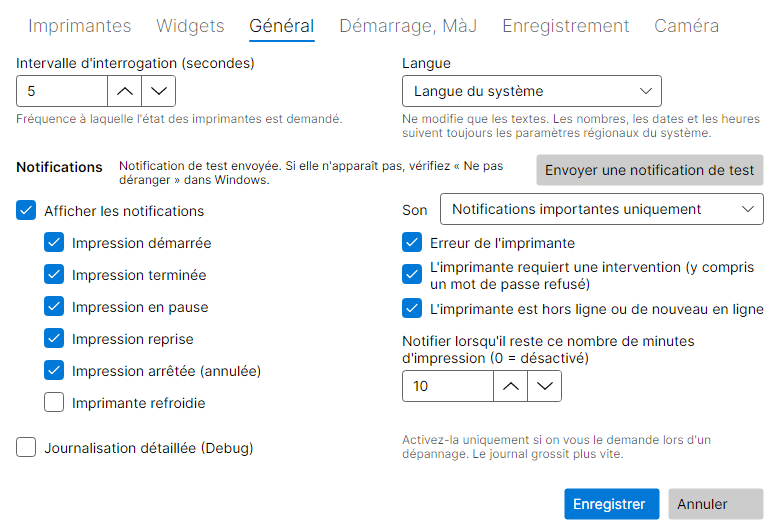 Imprimantes Widgets Général Démarrage, MàJ Enregistrement Caméra
Intervalle d'interrogation (secondes)
5
Fréquence à laquelle l'état des imprimantes est demandé.
Langue
Langue du système
Ne modifie que les textes. Les nombres, les dates et les heures
suivent toujours les paramètres régionaux du système.
Notifications
Notification de test envoyée. Si elle n'apparaît pas, vérifiez « Ne pas
déranger » dans Windows.
Envoyer une notification de test
Afficher les notifications
Impression démarrée
Impression terminée
Impression en pause
Impression reprise
Impression arrêtée (annulée)
Imprimante refroidie
Son
Notifications importantes uniquement
Erreur de l'imprimante
L'imprimante requiert une intervention (y compris
un mot de passe refusé)
L'imprimante est hors ligne ou de nouveau en ligne
Notifier lorsqu'il reste ce nombre de minutes
d'impression (0 = désactivé)
10
Journalisation détaillée (Debug)
Activez-la uniquement si on vous le demande lors d'un
dépannage. Le journal grossit plus vite.
Enregistrer
Annuler